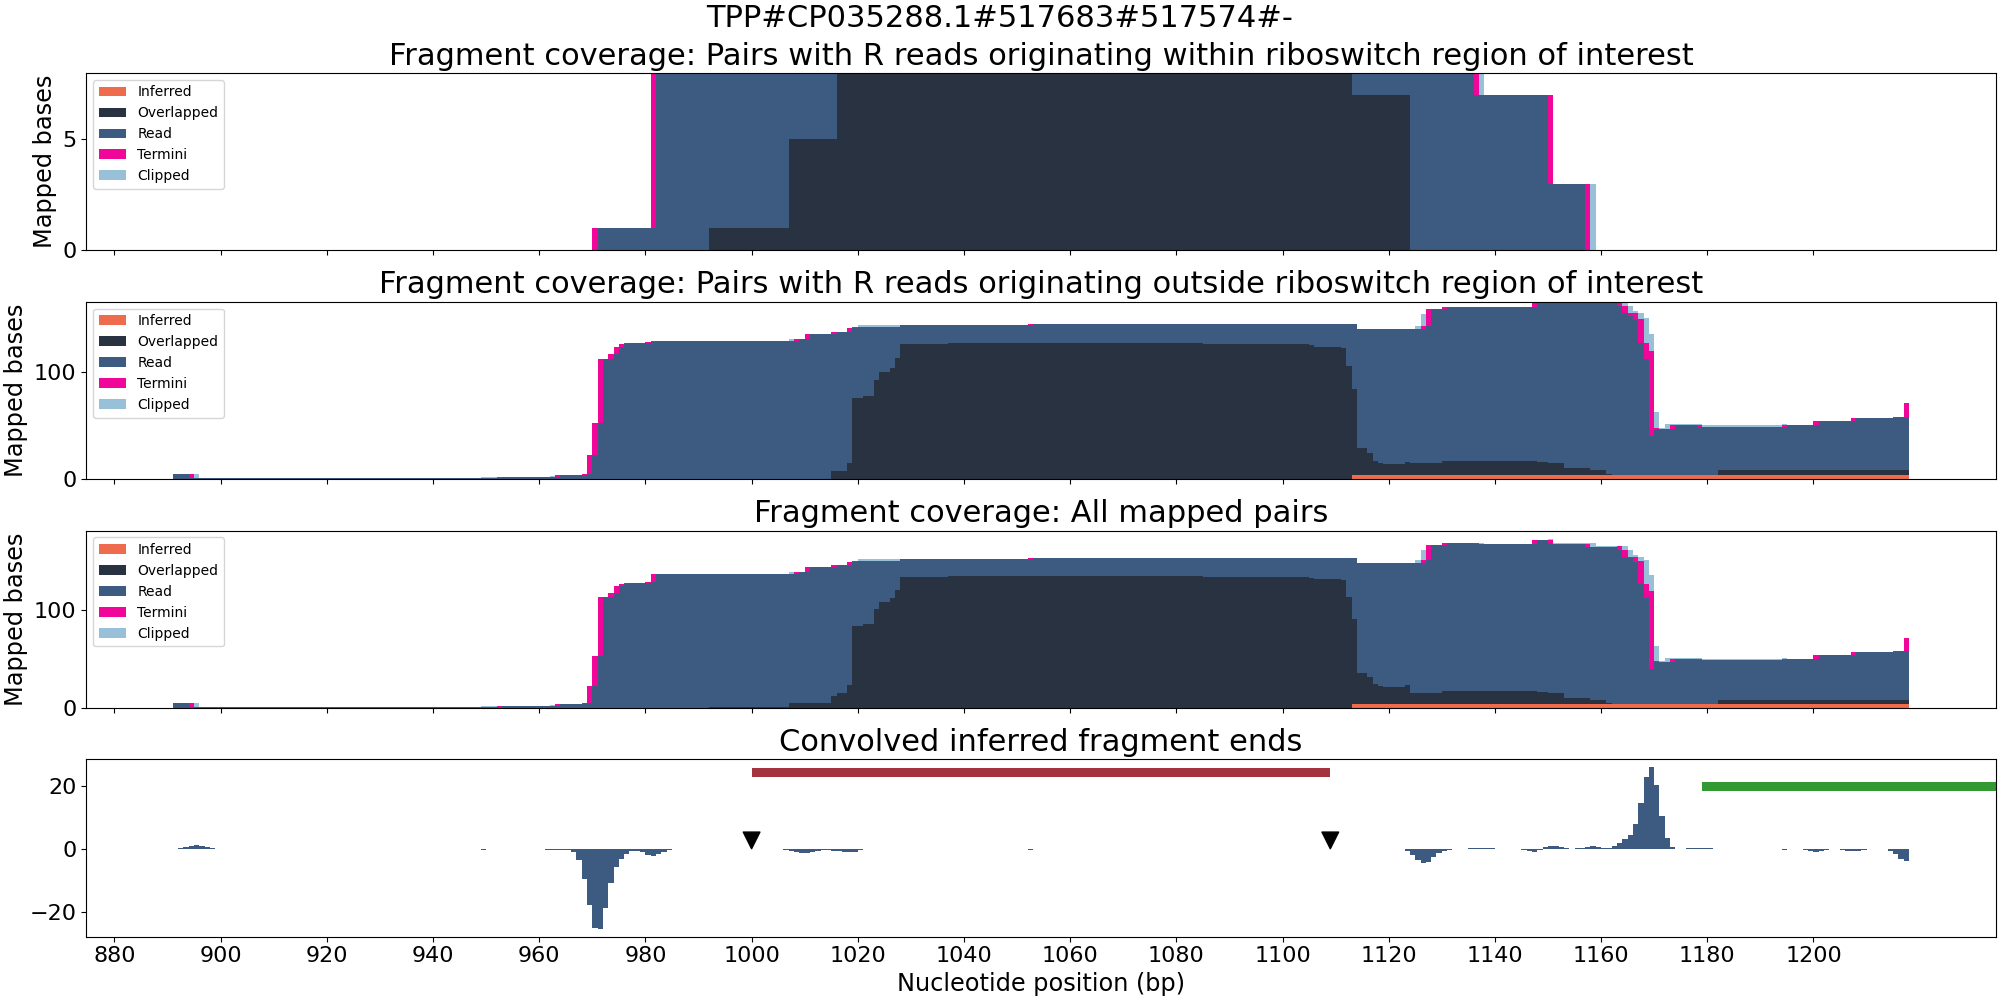 TPP#CP035288.1#517683#517574#-
Fragment coverage: Pairs with R reads originating within riboswitch region of interest
Mapped bases
5
0
Inferred
Overlapped
Read
Termini
Clipped
Fragment coverage: Pairs with R reads originating outside riboswitch region of interest
Mapped bases
100
0
Inferred
Overlapped
Read
Termini
Clipped
Fragment coverage: All mapped pairs
Mapped bases
100
0
Inferred
Overlapped
Read
Termini
Clipped
Convolved inferred fragment ends
20
0
−20
880 900 920 940 960 980 1000 1020 1040 1060 1080 1100 1120 1140 1160 1180 1200
Nucleotide position (bp)